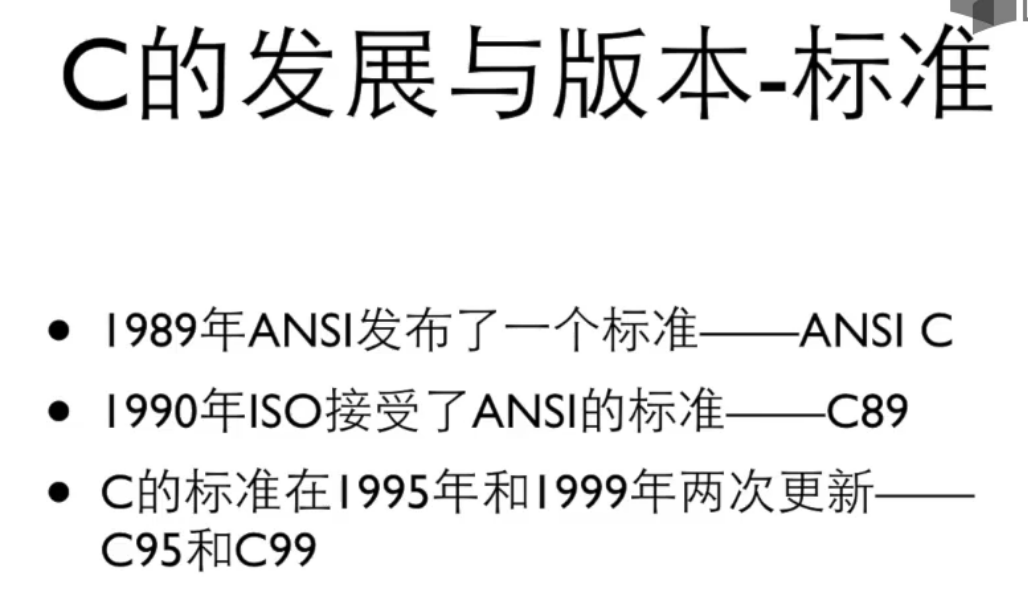 C的发展与版本-标准
• 1989年ANSI发布了一个标准——ANSI C
• 1990年ISO接受了ANSI的标准——C89
• C的标准在1995年和1999年两次更新——
C95和C99